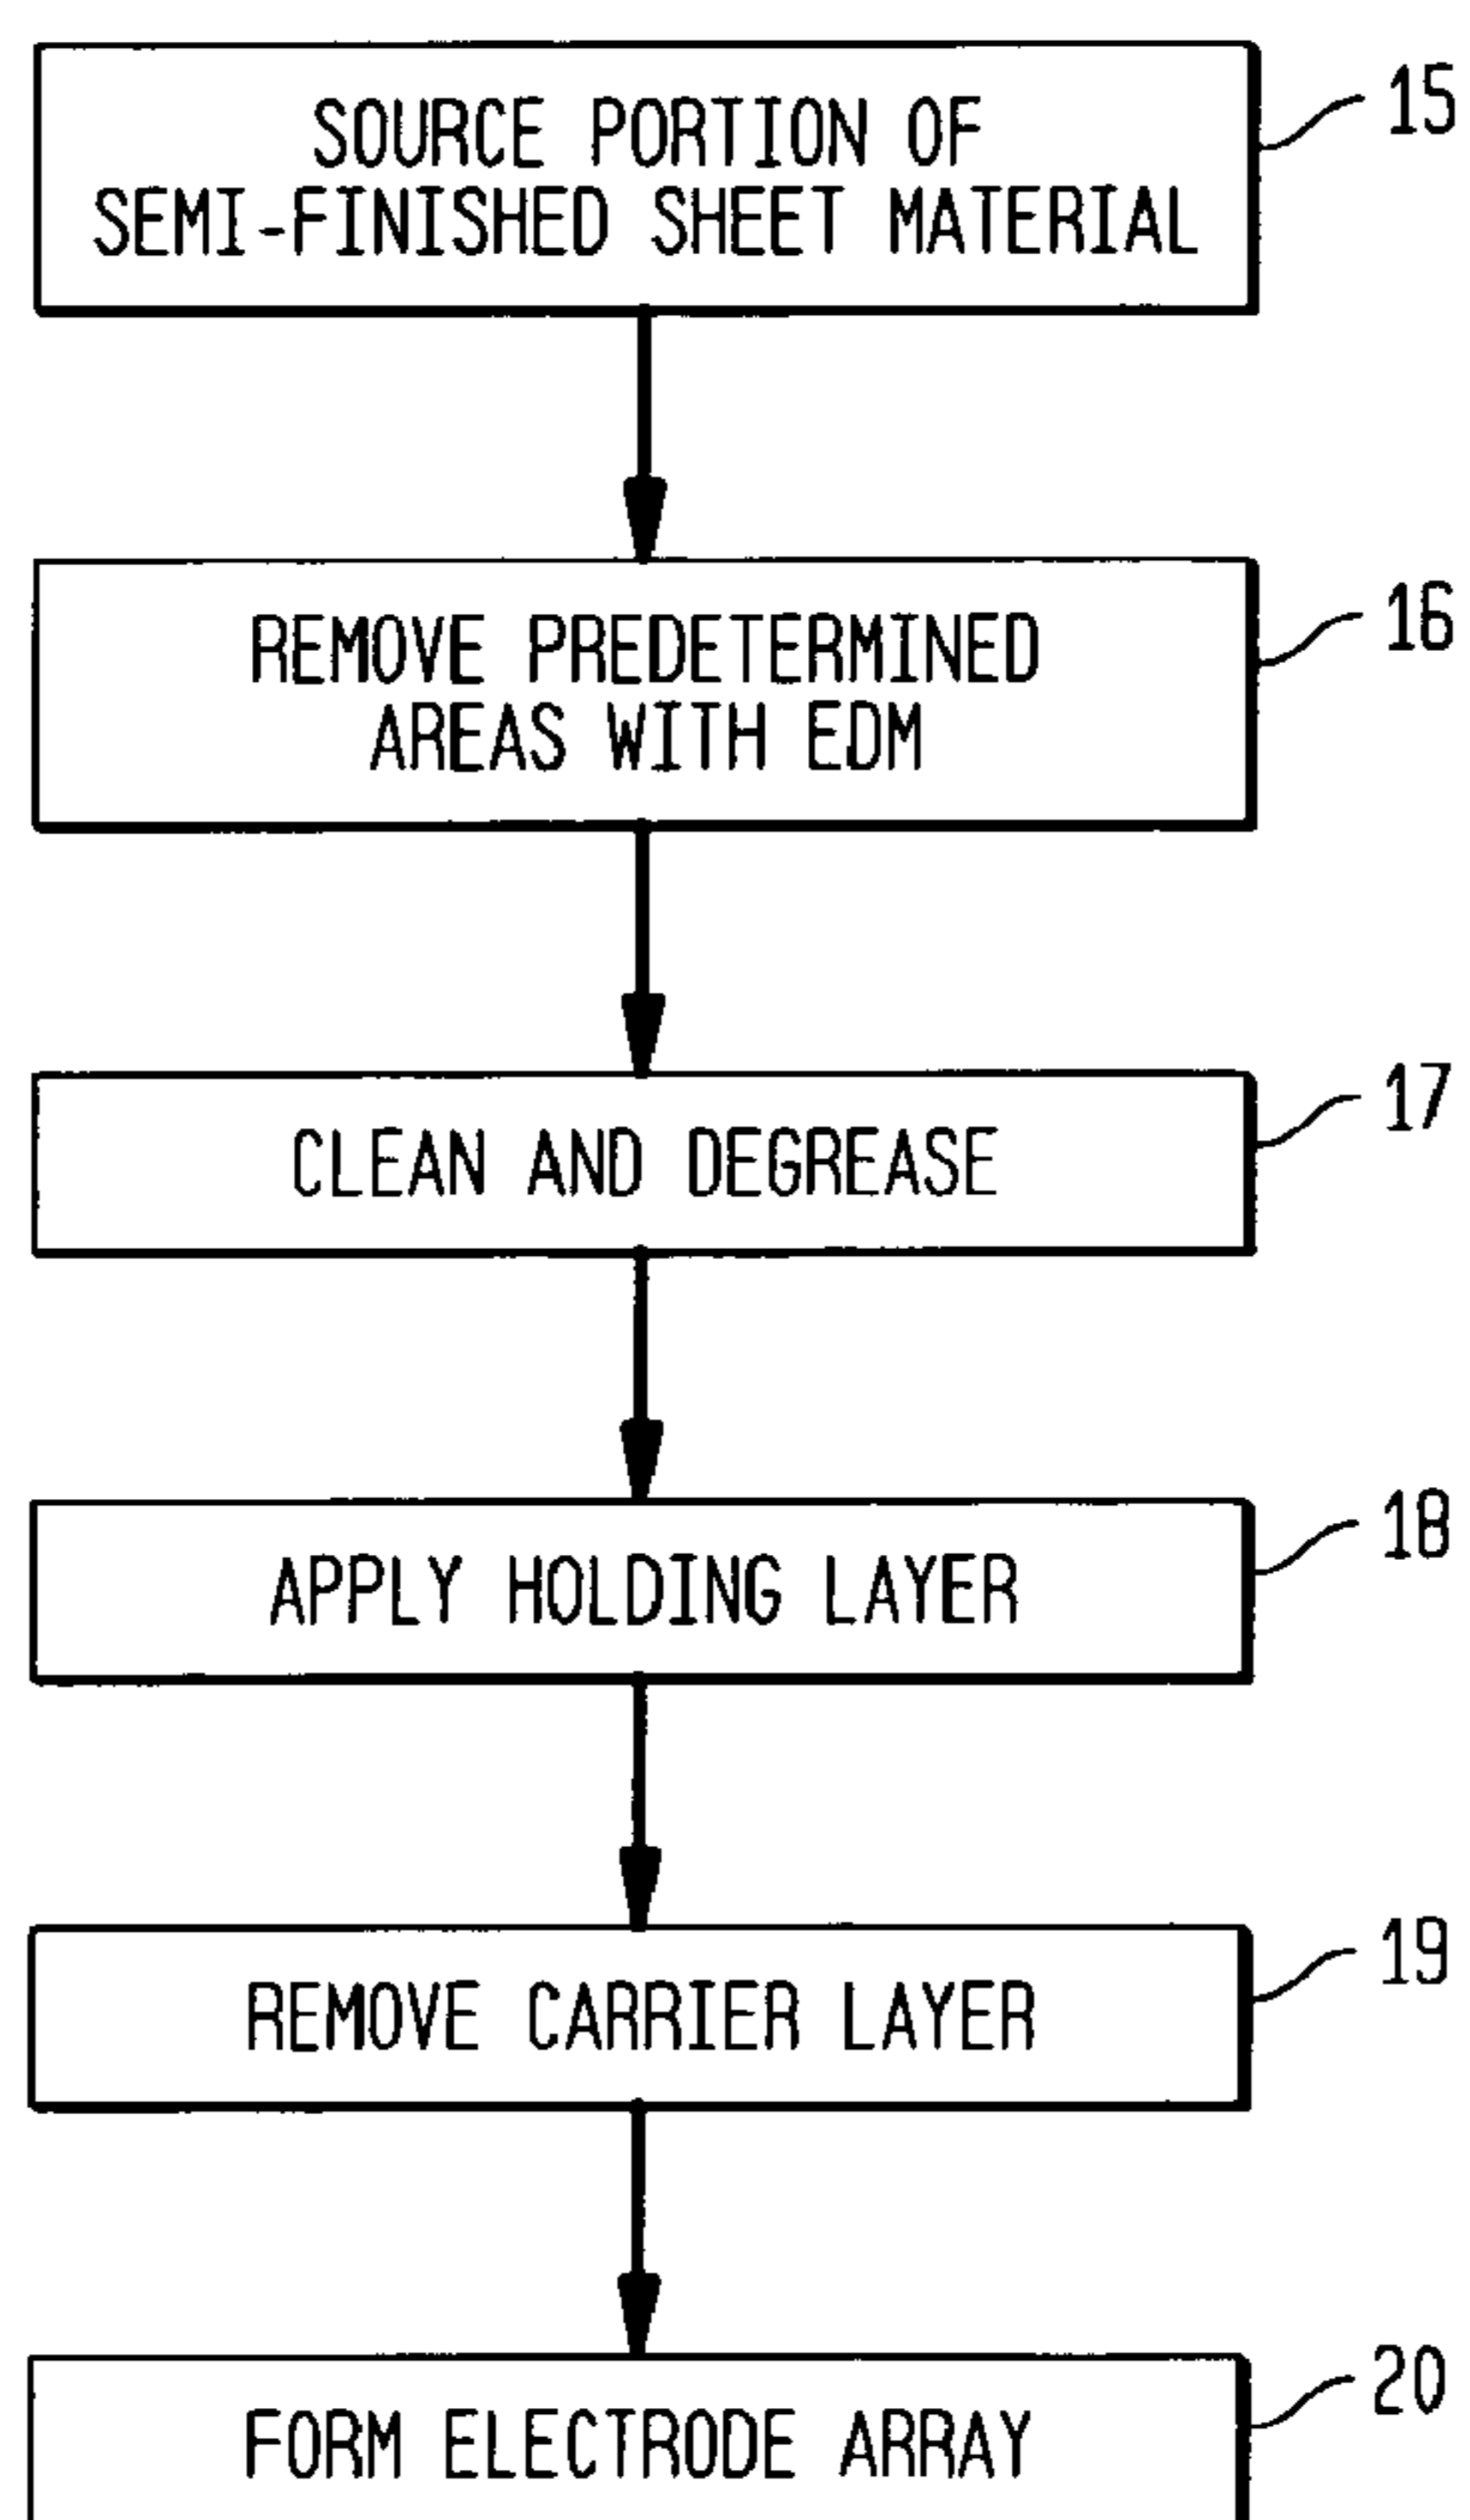 SOURCE PORTION OF
SEMI-FINISHED SHEET MATERIAL
15
REMOVE PREDETERMINED
AREAS WITH EDM
16
CLEAN AND DEGREASE
17
APPLY HOLDING LAYER
18
REMOVE CARRIER LAYER
19
FORM ELECTRODE ARRAY
20